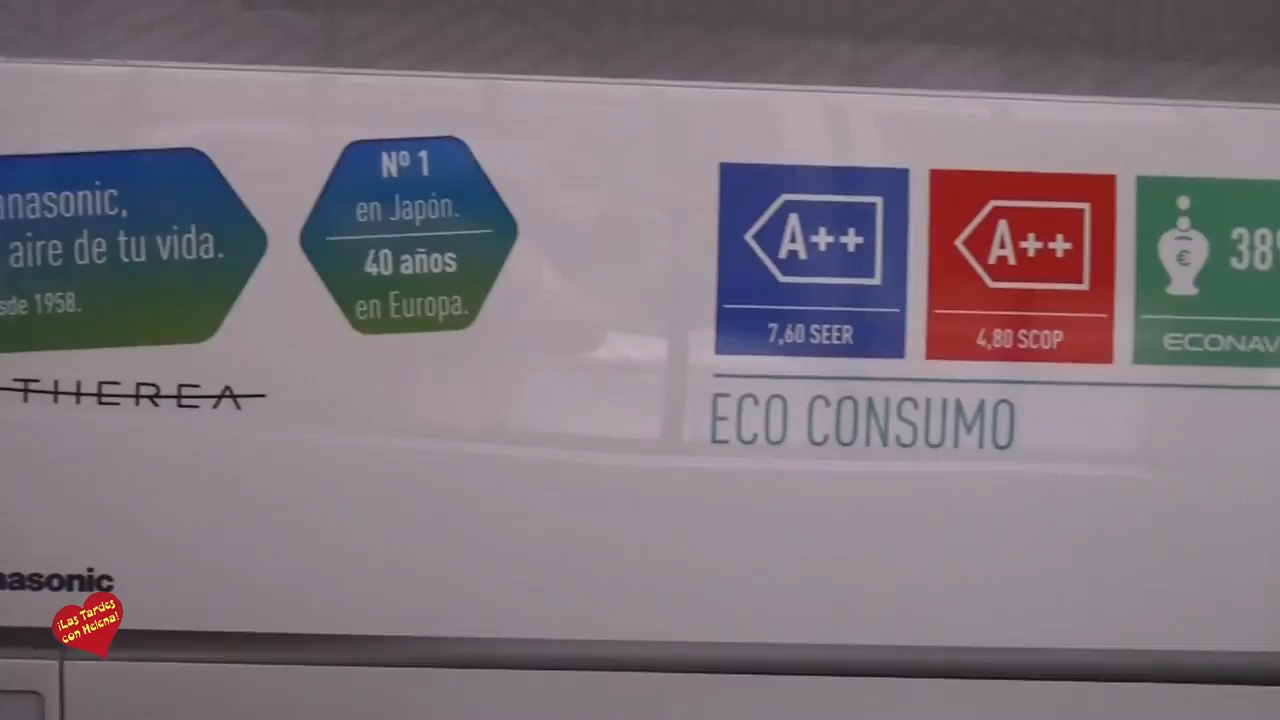 anasonic,
aire de tu vida.
sde 1958.
Nº 1
en Japón.
40 años
en Europa.
THEREA
A++
7,60 SEER
A++
4,80 SCOP
€
38
ECONAV
ECO CONSUMO
nasonic
¡Las Tardes
con Helena!